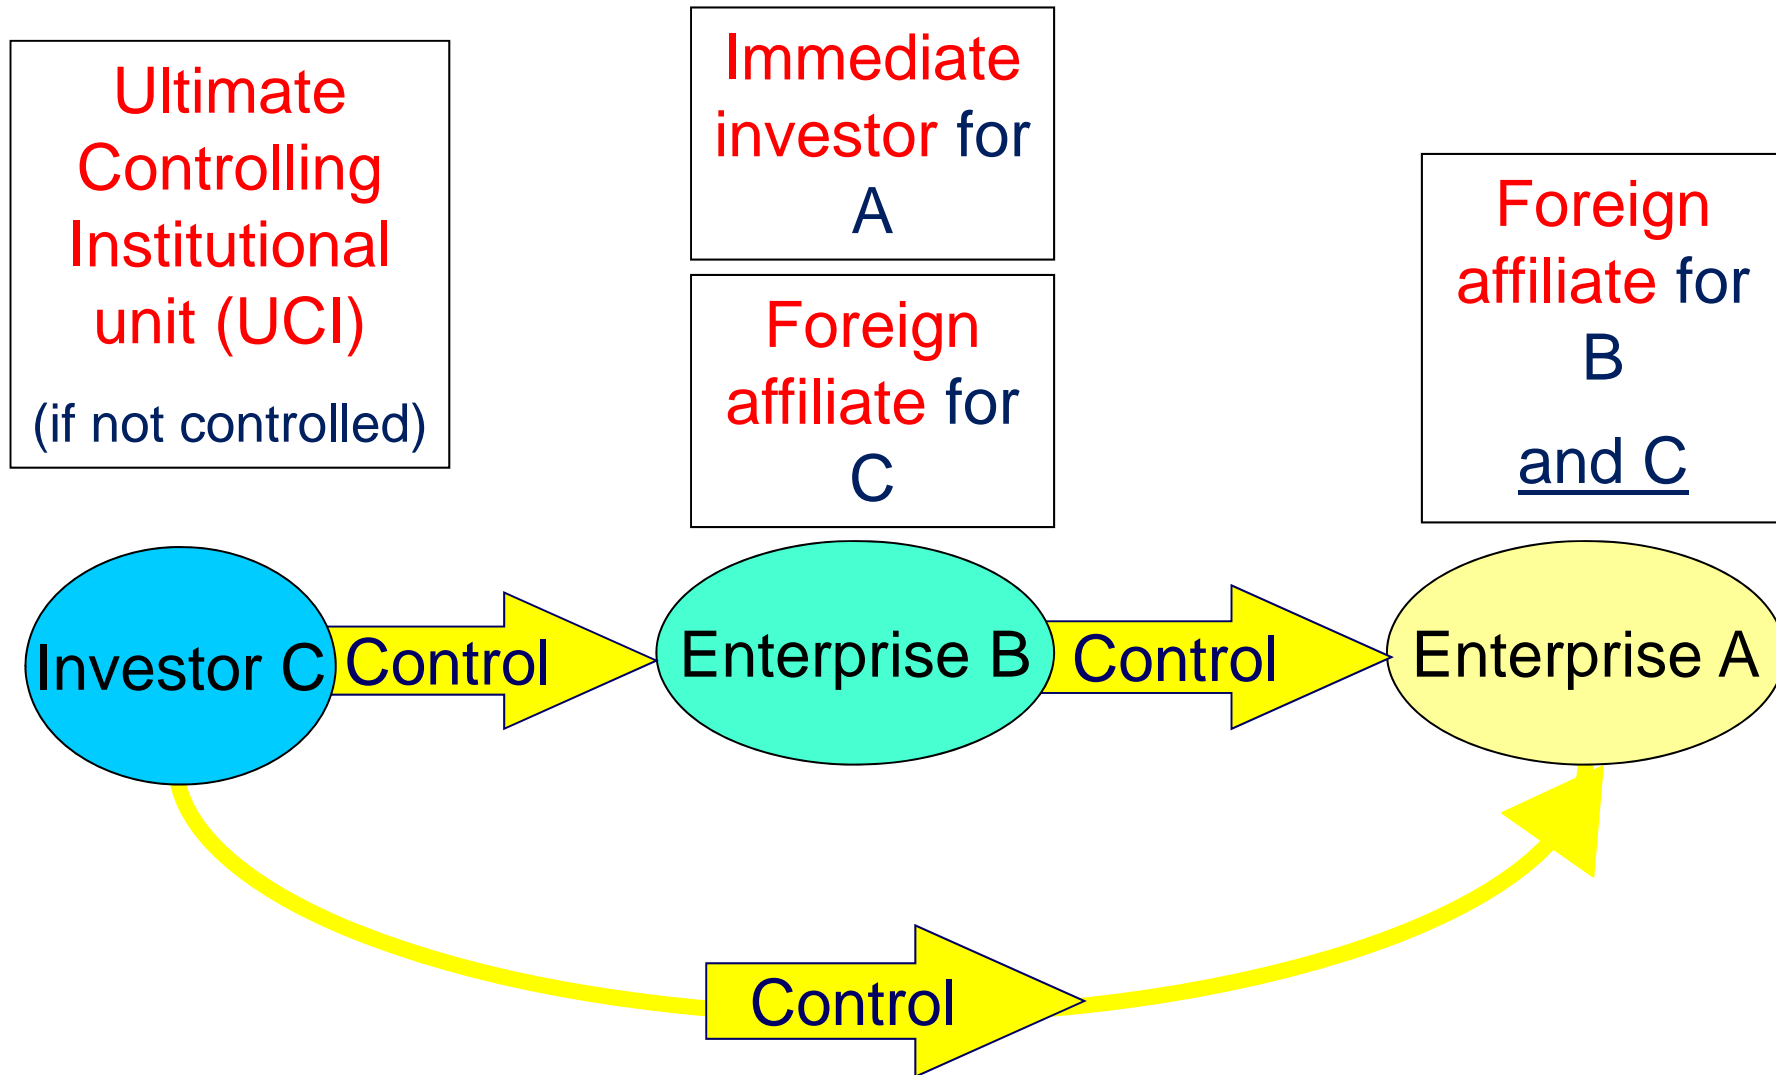 Ultimate
Controlling
Institutional
unit (UCI)
(if not controlled)
Immediate
investor for
A
Foreign
affiliate for
C
Foreign
affiliate for
B
and C
Investor C
Control
Enterprise B
Control
Enterprise A
Control